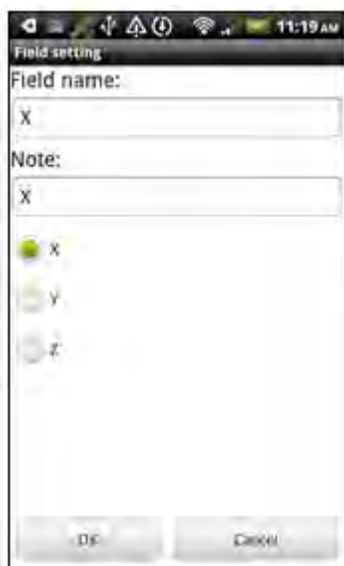 11:19 AM
Field setting
Field name:
X
Note:
X
X
Y
Z
OK
Cancel